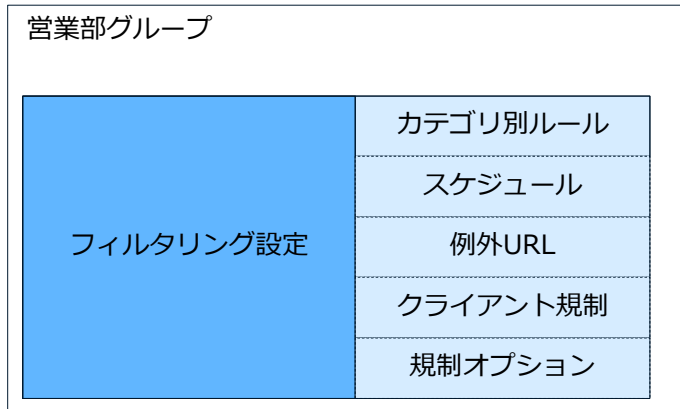 営業部グループ
フィルタリング設定
カテゴリ別ルール
スケジュール
例外URL
クライアント規制
規制オプション